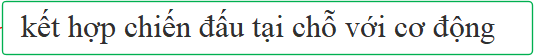 kết hợp chiến đấu tại chỗ với cơ động